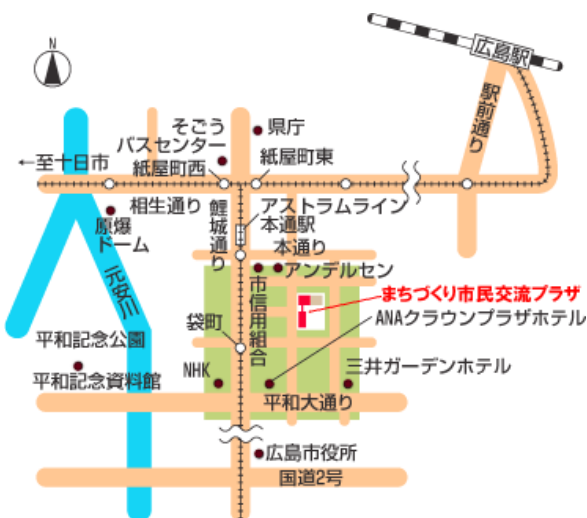 N
広島駅
駅前通り
そごう
バスセンター
県庁
紙屋町西
紙屋町東
←至十日市
相生通り
鯉城通り
アストラムライン
本通駅
本通り
原爆
ドーム
元安川
アンデルセン
市信用組合
まちづくり市民交流プラザ
ANAクラウンプラザホテル
袋町
平和記念公園
平和記念資料館
NHK
三井ガーデンホテル
平和大通り
広島市役所
国道2号